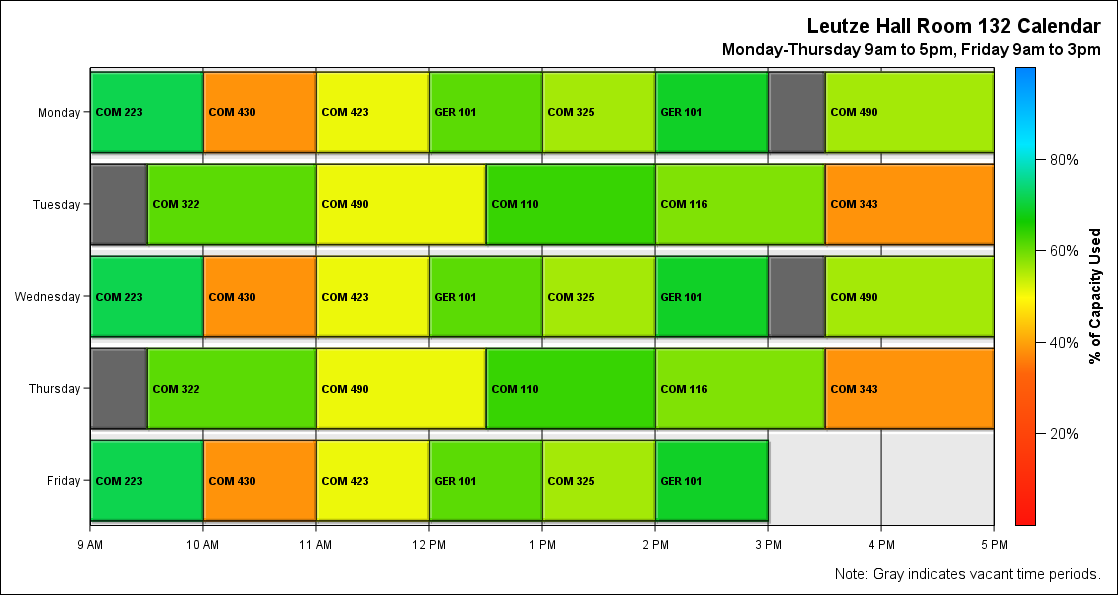 Leutze Hall Room 132 Calendar
Monday-Thursday 9am to 5pm, Friday 9am to 3pm
Monday COM 223 COM 430 COM 423 GER 101 COM 325 GER 101 COM 490
Tuesday COM 322 COM 490 COM 110 COM 116 COM 343
Wednesday COM 223 COM 430 COM 423 GER 101 COM 325 GER 101 COM 490
Thursday COM 322 COM 490 COM 110 COM 116 COM 343
Friday COM 223 COM 430 COM 423 GER 101 COM 325 GER 101
9 AM 10 AM 11 AM 12 PM 1 PM 2 PM 3 PM 4 PM 5 PM
80%
60%
40%
20%
% of Capacity Used
Note: Gray indicates vacant time periods.